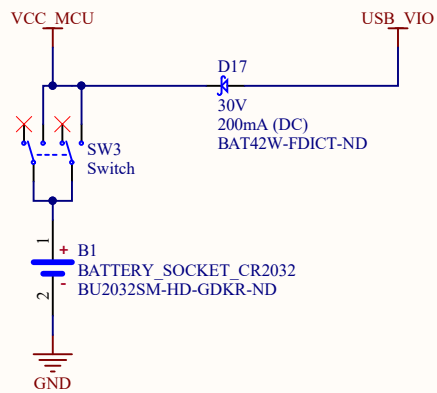 VCC_MCU
USB_VIO
D17
30V
200mA (DC)
BAT42W-FDICT-ND
SW3
Switch
1
+
B1
BATTERY_SOCKET_CR2032
BU2032SM-HD-GDKR-ND
-
2
GND